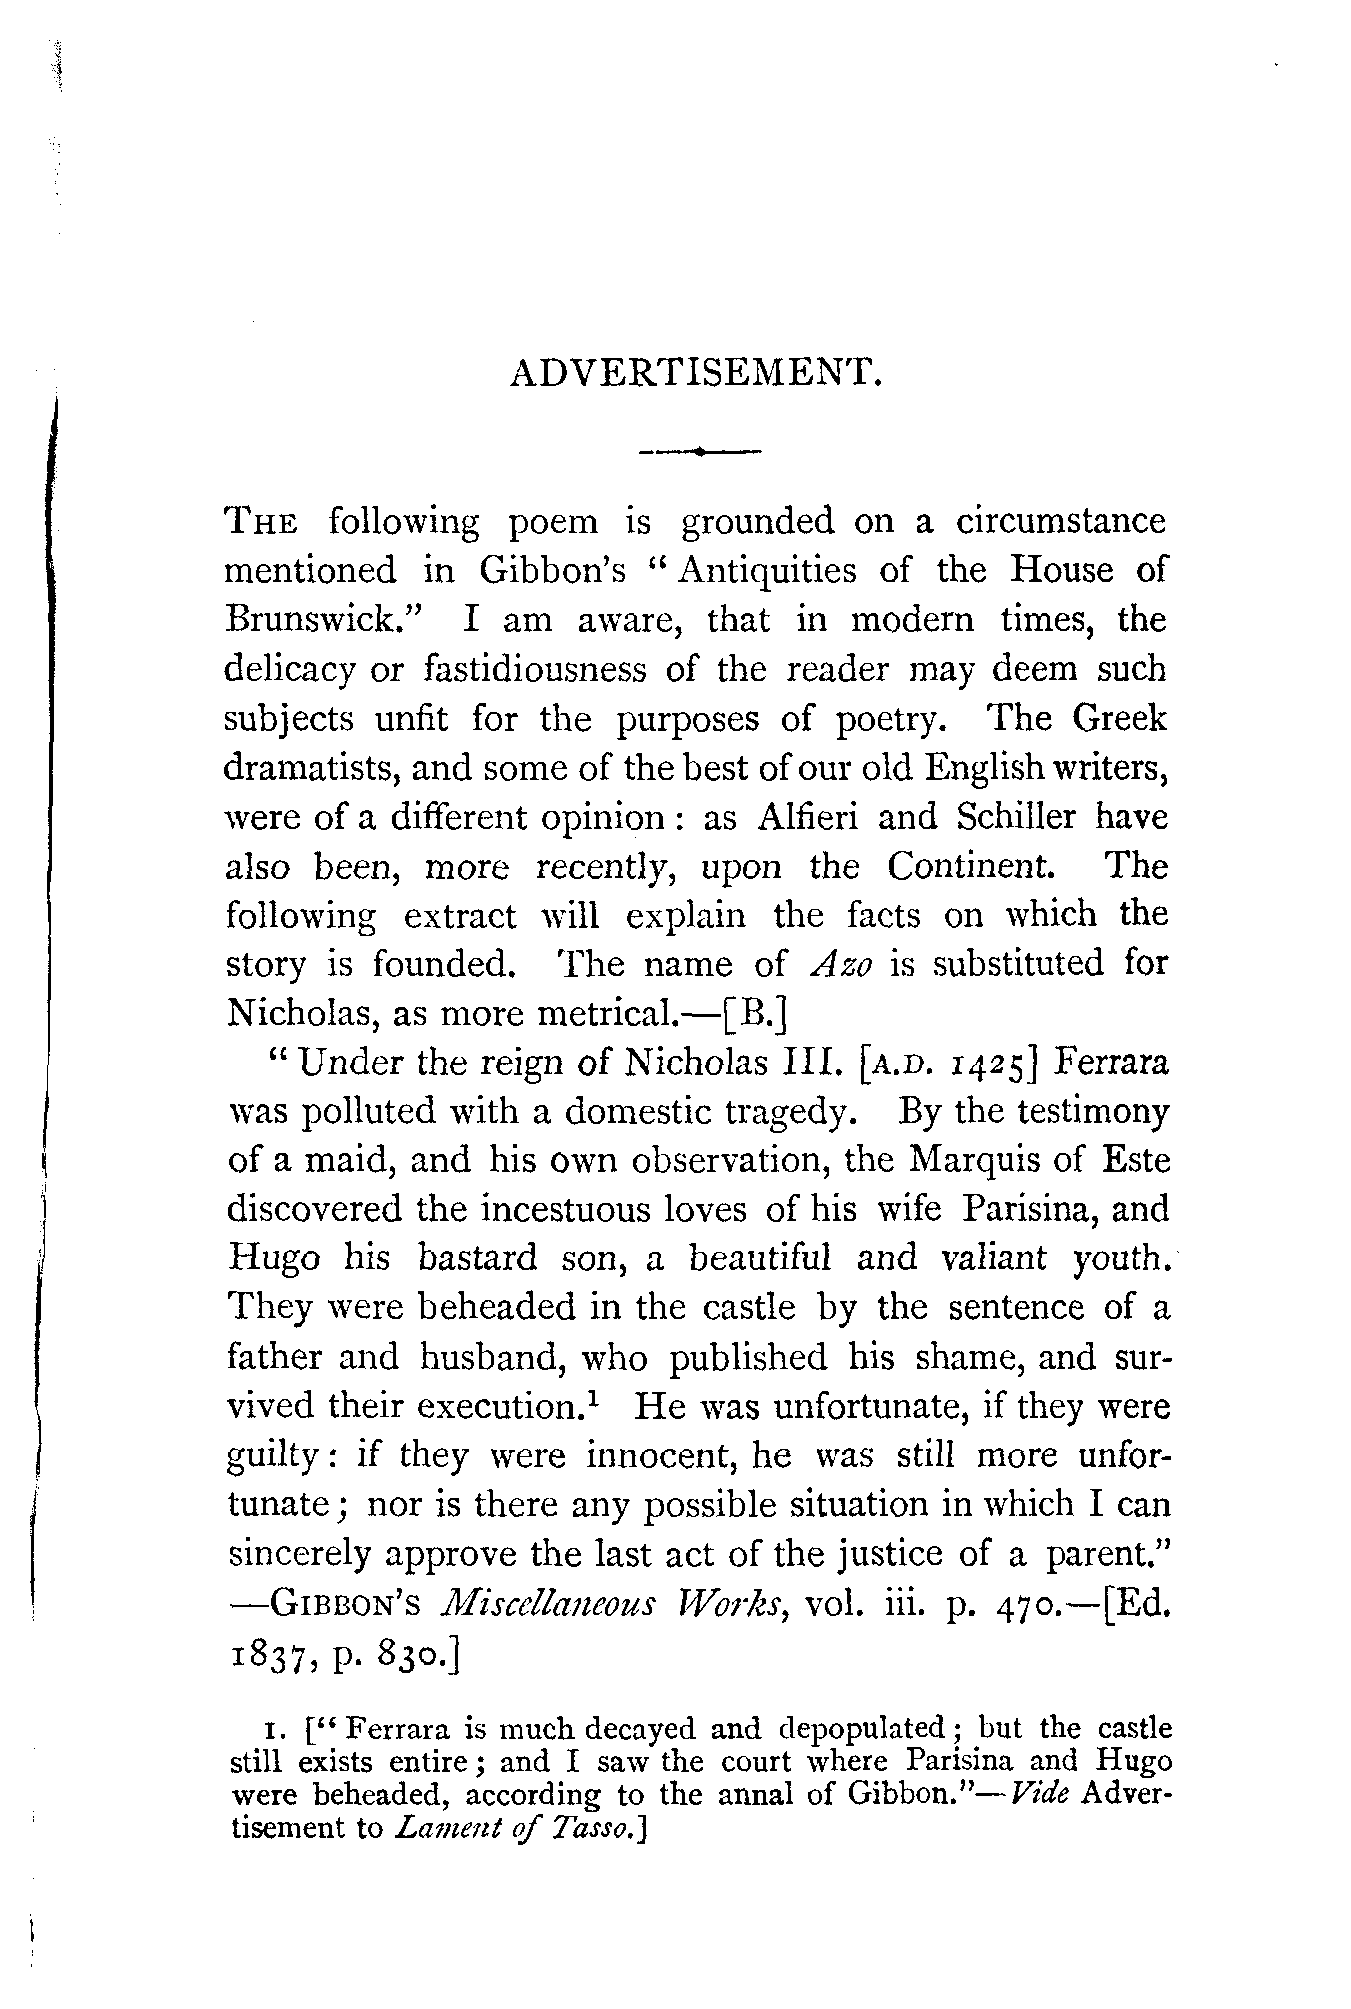 ADVERTISEMENT.
THE following poem is grounded on a circumstance
mentioned in Gibbon's "Antiquities of the House of
Brunswick." I am aware, that in modern times, the
delicacy or fastidiousness of the reader may deem such
subjects unfit for the purposes of poetry. The Greek
dramatists, and some of the best of our old English writers,
were of a different opinion: as Alfieri and Schiller have
also been, more recently, upon the Continent. The
following extract will explain the facts on which the
story is founded. The name of Azo is substituted for
Nicholas, as more metrical.—[B.]
"Under the reign of Nicholas III. [A.D. 1425] Ferrara
was polluted with a domestic tragedy. By the testimony
of a maid, and his own observation, the Marquis of Este
discovered the incestuous loves of his wife Parisina, and
Hugo his bastard son, a beautiful and valiant youth.
They were beheaded in the castle by the sentence of a
father and husband, who published his shame, and sur-
vived their execution.¹ He was unfortunate, if they were
guilty: if they were innocent, he was still more unfor-
tunate; nor is there any possible situation in which I can
sincerely approve the last act of the justice of a parent."
—GIBBON'S Miscellaneous Works, vol. iii. p. 470.—[Ed.
1837, p. 830.]
1. ["Ferrara is much decayed and depopulated; but the castle
still exists entire; and I saw the court where Parisina and Hugo
were beheaded, according to the annal of Gibbon."—Vide Adver-
tisement to Lament of Tasso.]